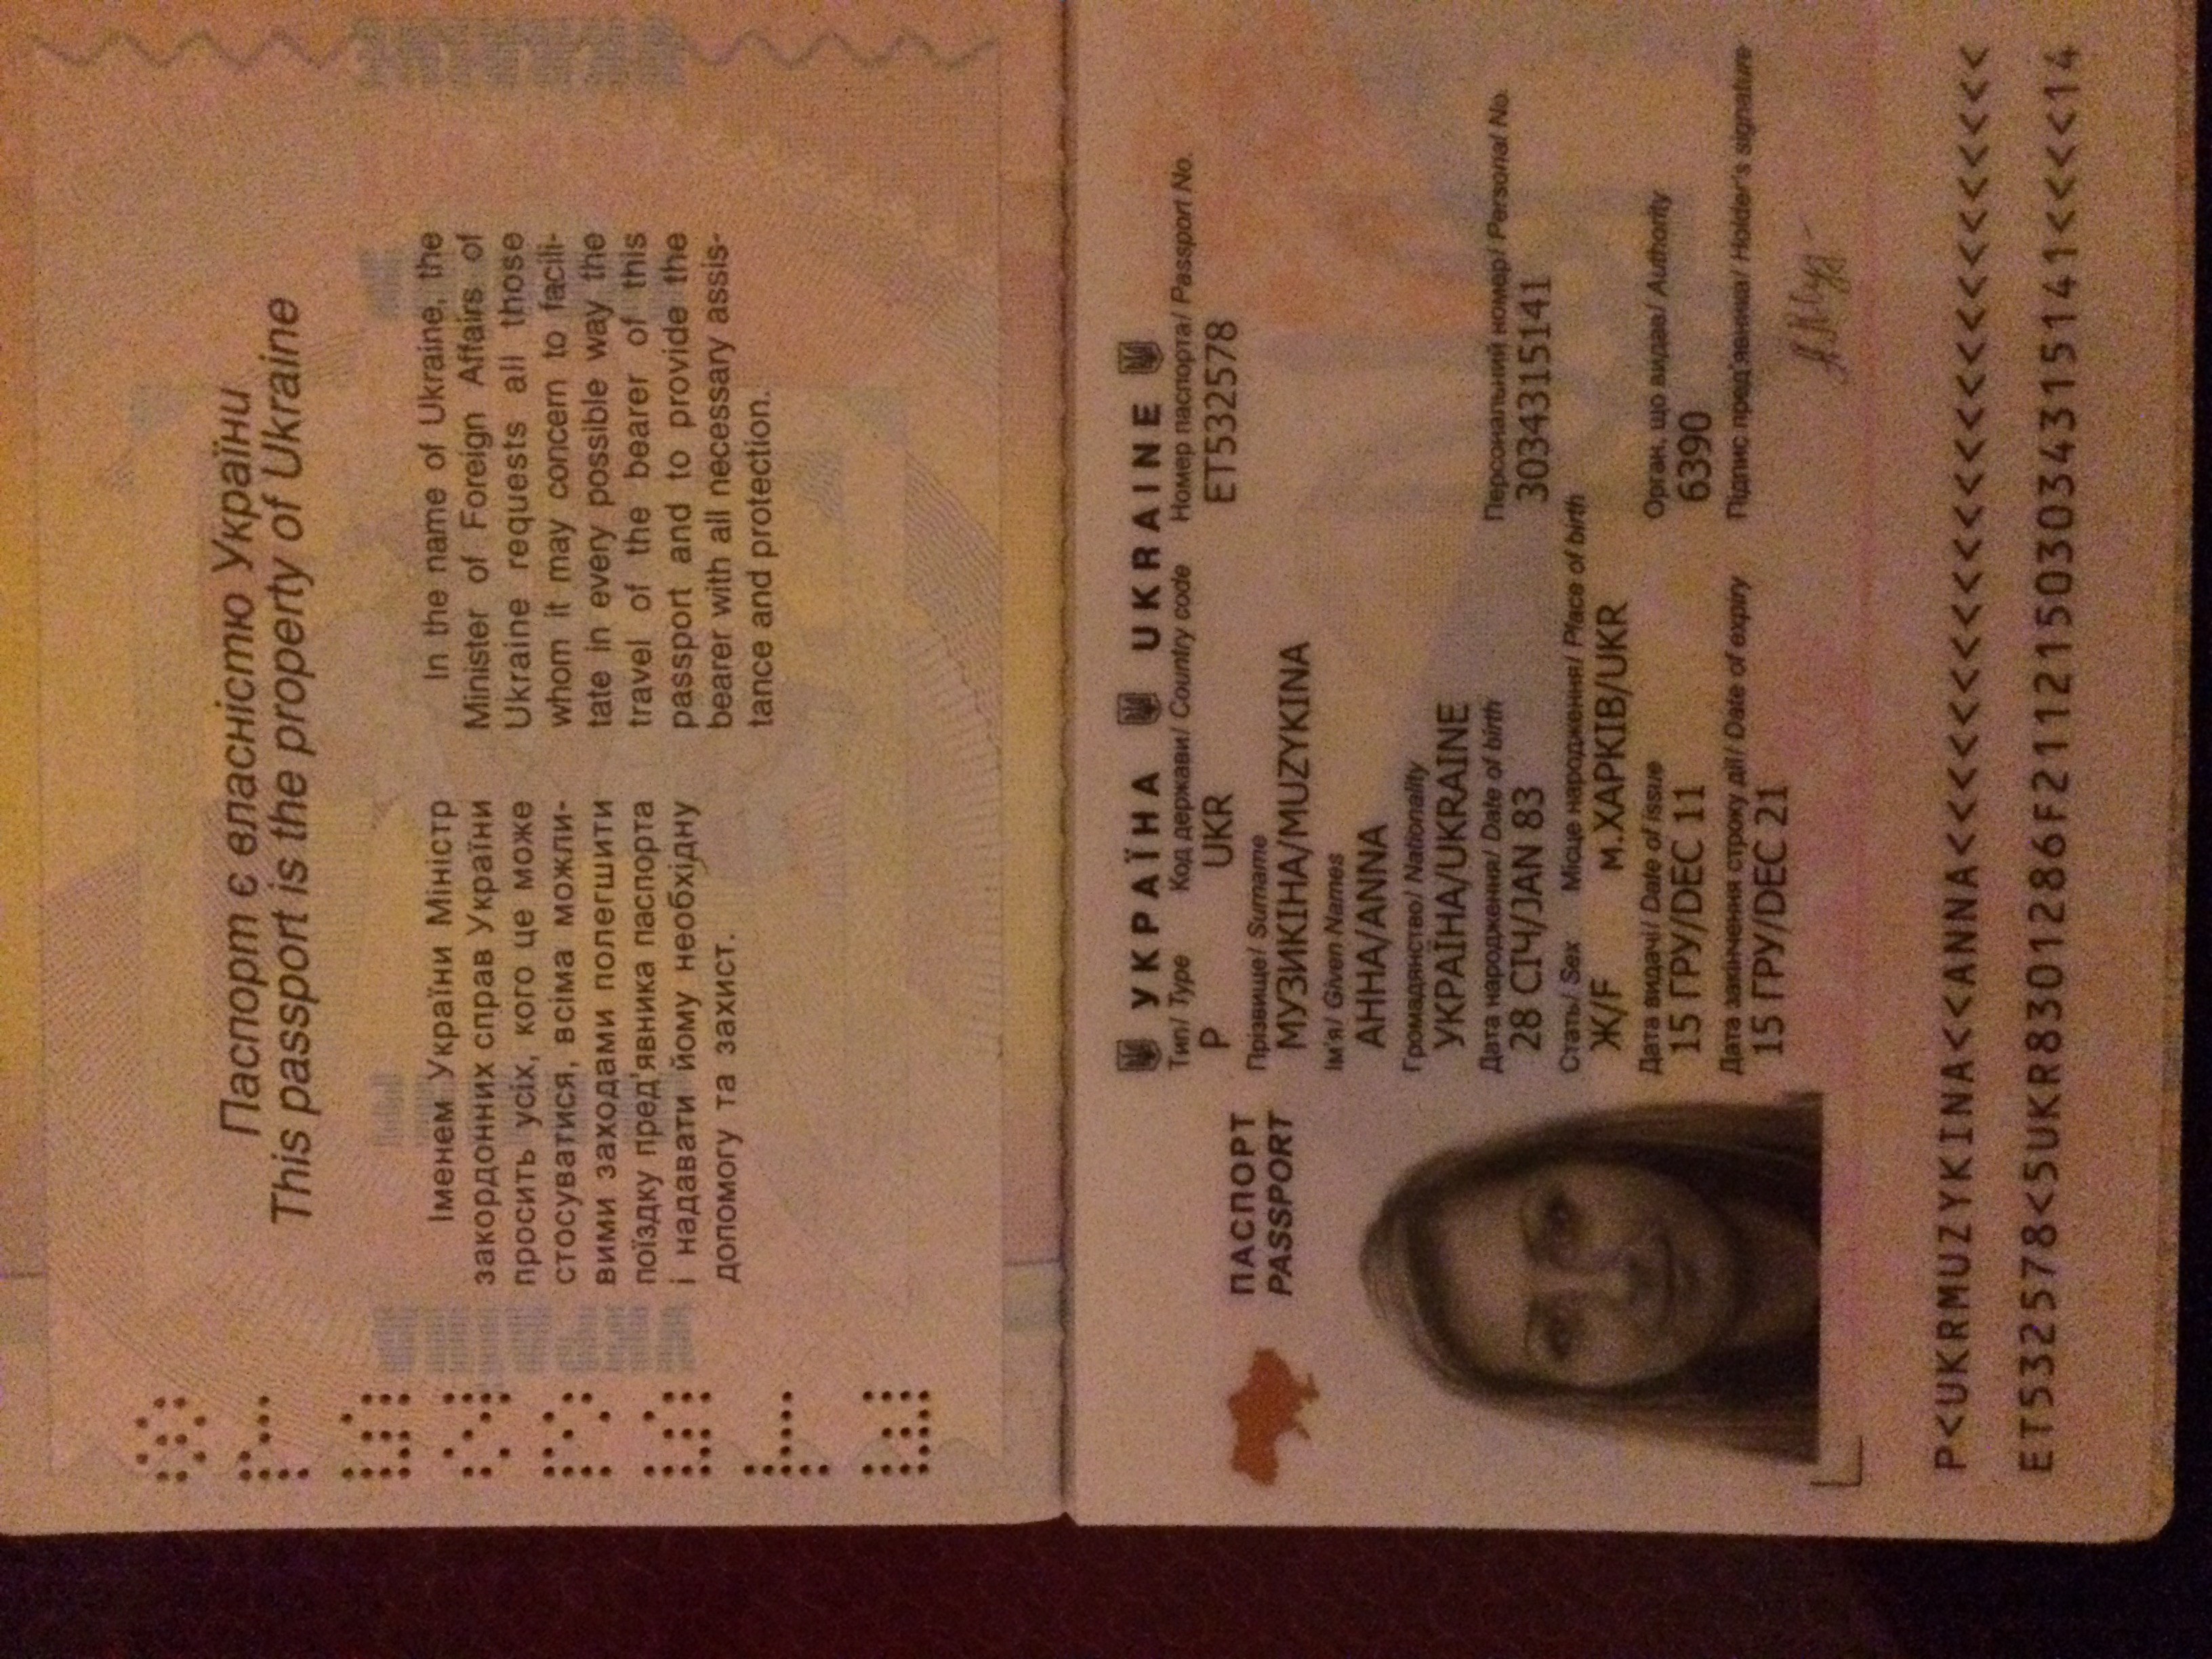 ET532578
Паспорт є власністю України
This passport is the property of Ukraine
Іменем України Міністр
закордонних справ України
просить усіх, кого це може
стосуватися, всіма можли-
вими заходами полегшити
поїздку пред'явника паспорта
і надавати йому необхідну
допомогу та захист.
In the name of Ukraine, the
Minister of Foreign Affairs of
Ukraine requests all those
whom it may concern to facili-
tate in every possible way the
travel of the bearer of this
passport and to provide the
bearer with all necessary assis-
tance and protection.
УКРАЇНА UKRAINE
ПАСПОРТ
PASSPORT
Тип/ Type Код держави/ Country code Номер паспорта/ Passport No.
P UKR ET532578
Прізвище/ Surname
МУЗИКІНА/MUZYKINA
Ім'я/ Given Names
АННА/ANNA
Громадянство/ Nationality
УКРАЇНА/UKRAINE
Дата народження/ Date of birth Персональний номер/ Personal No.
28 СІЧ/JAN 83 3034315141
Стать/ Sex Місце народження/ Place of birth
Ж/F м.ХАРКІВ/UKR
Дата видачі/ Date of issue Орган, що видав/ Authority
15 ГРУ/DEC 11 6390
Дата закінчення строку дії/ Date of expiry Підпис пред'явника/ Holder's signature
15 ГРУ/DEC 21
P<UKRMUZYKINA<<ANNA<<<<<<<<<<<<<<<<<<<<<<<<<
ET532578<5UKR8301286F21121503034315141<<<<14